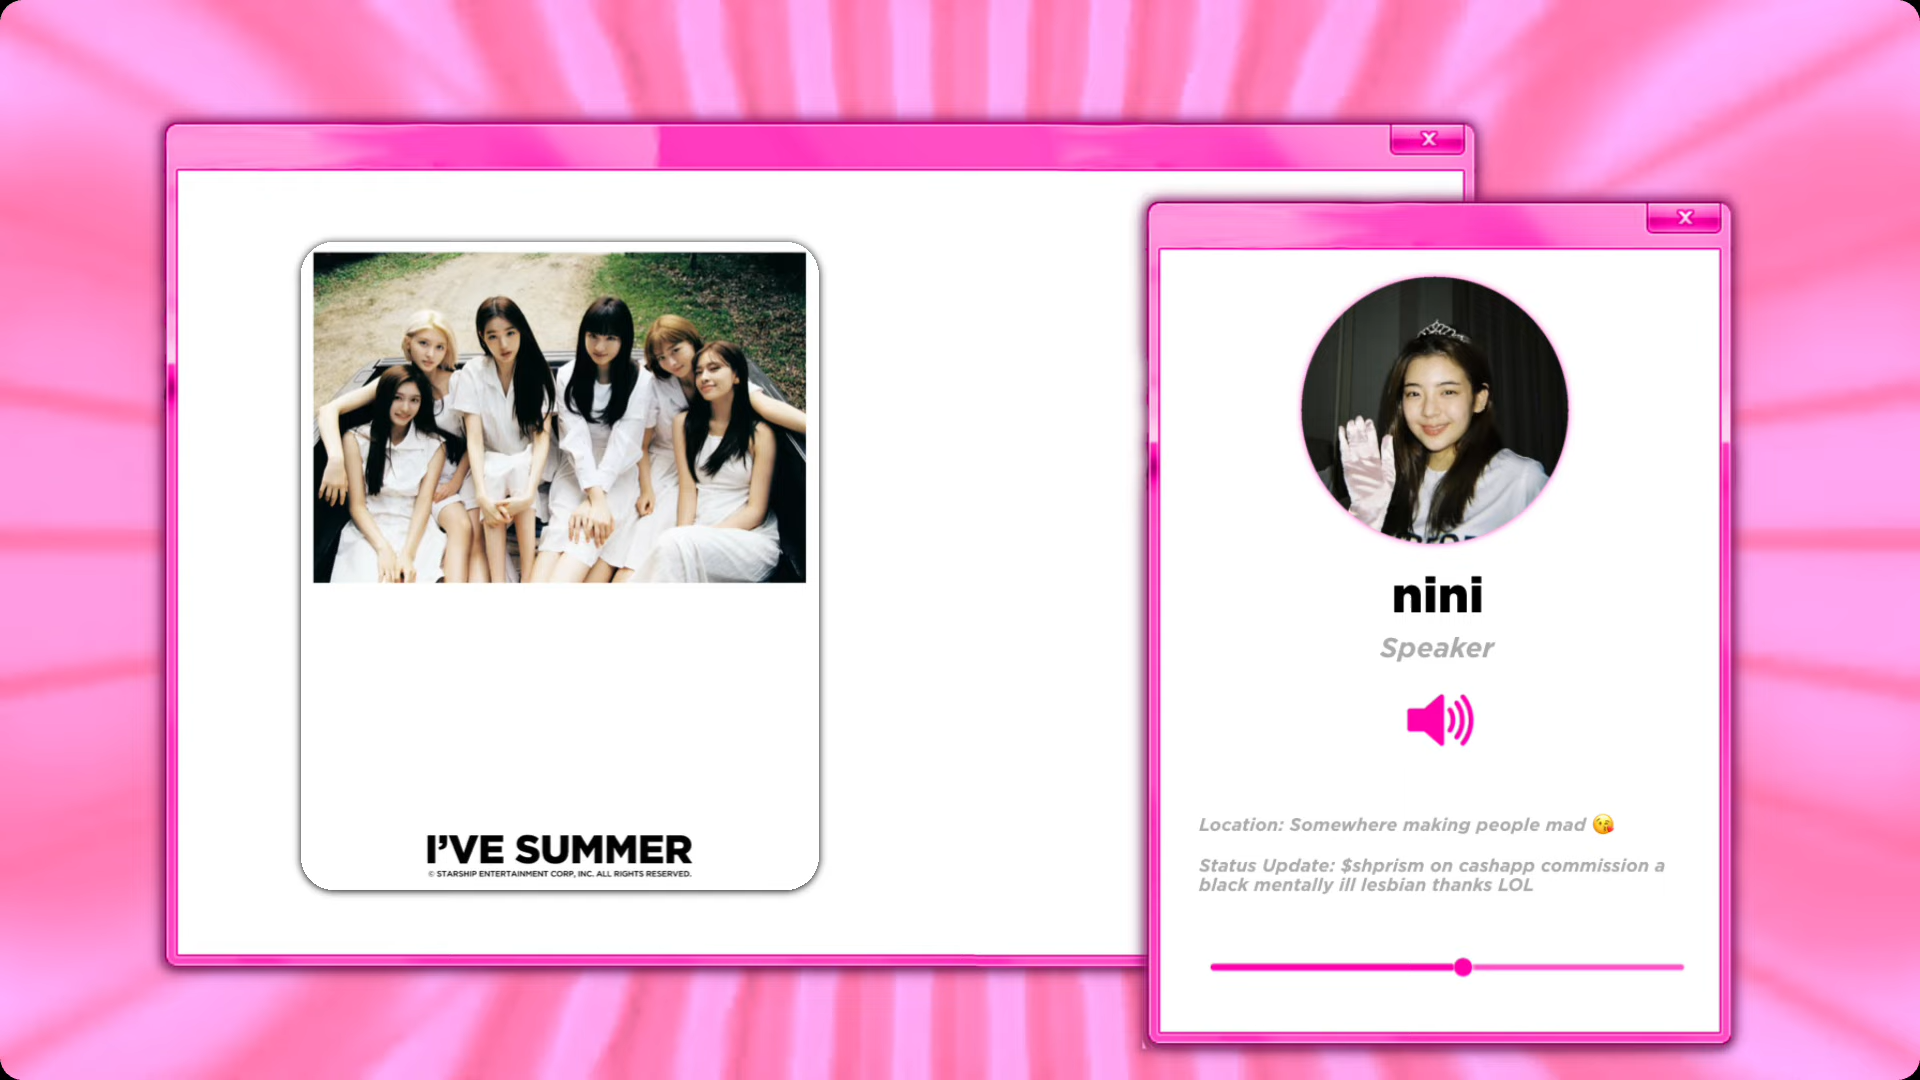 I'VE SUMMER
© STARSHIP ENTERTAINMENT CORP, INC. ALL RIGHTS RESERVED.
nini
Speaker
Location: Somewhere making people mad 😘
Status Update: $shprism on cashapp commission a
black mentally ill lesbian thanks LOL